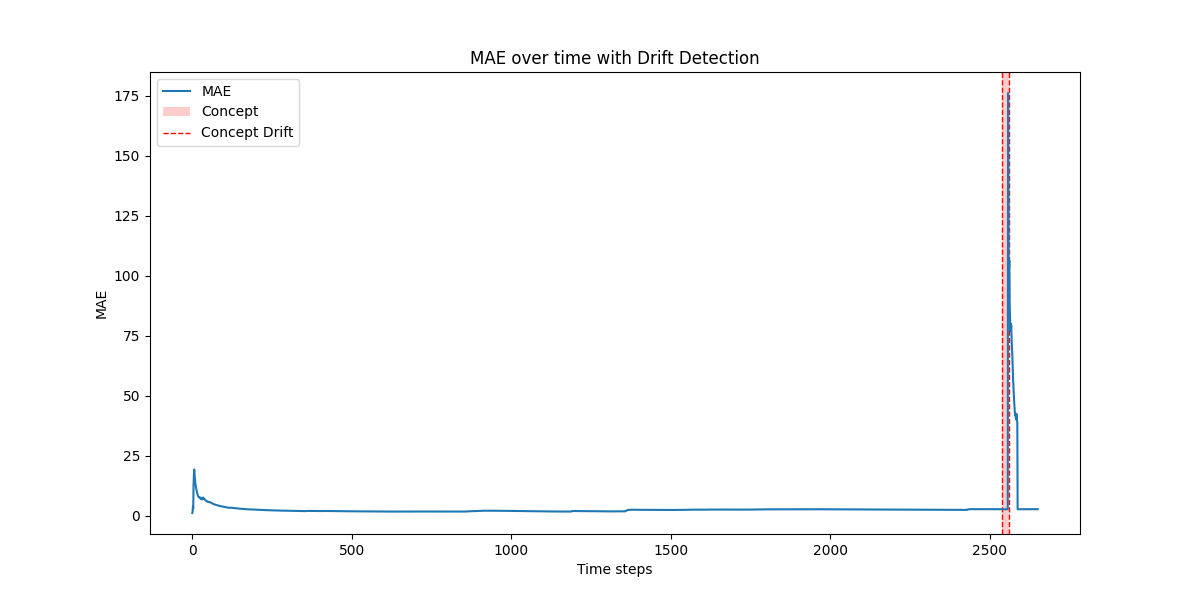 MAE over time with Drift Detection
MAE
Concept
Concept Drift
175
150
125
100
75
50
25
0
MAE
0 500 1000 1500 2000 2500
Time steps